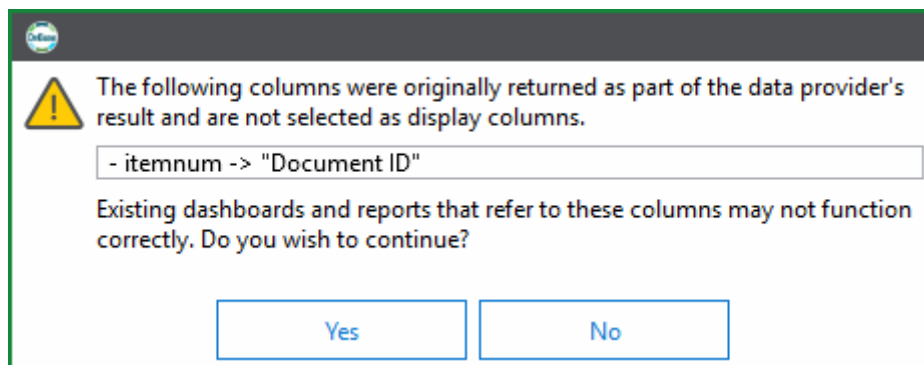 The following columns were originally returned as part of the data provider's
result and are not selected as display columns.
- itemnum -> "Document ID"
Existing dashboards and reports that refer to these columns may not function
correctly. Do you wish to continue?
Yes
No